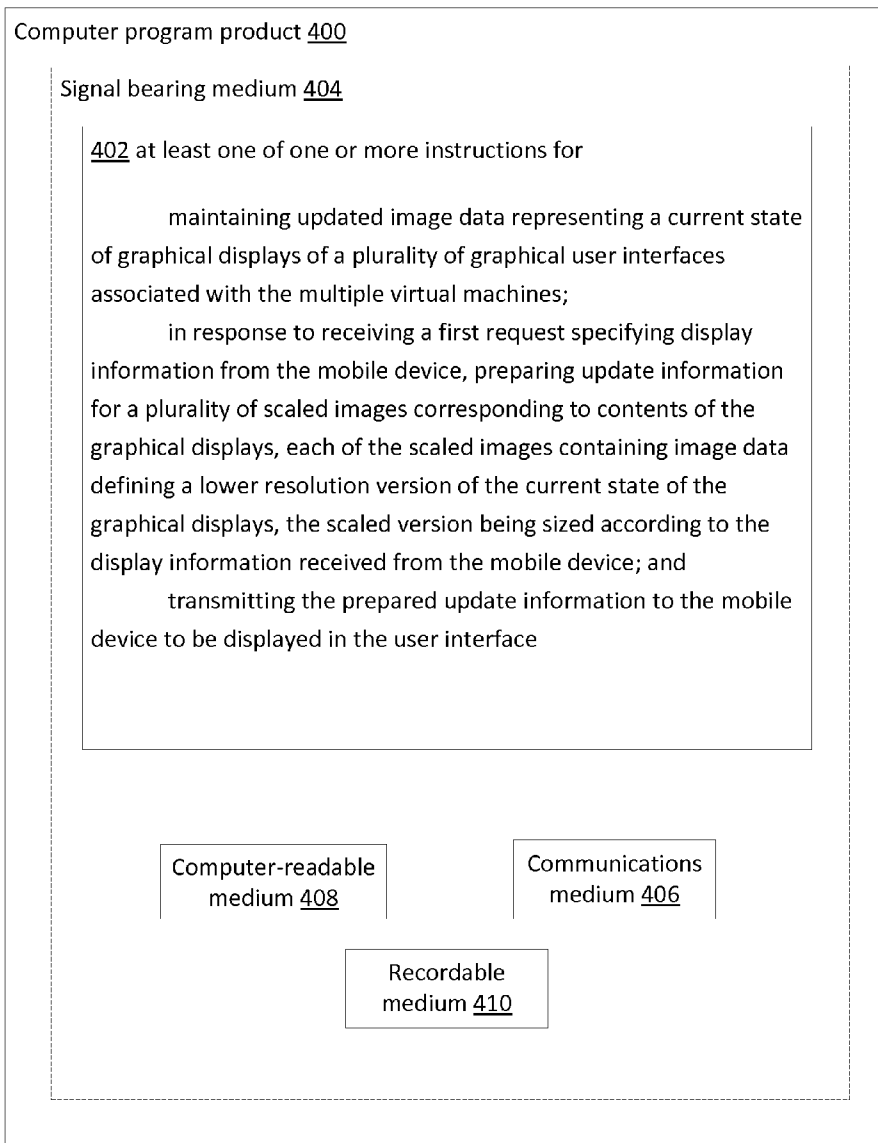 Computer program product 400
Signal bearing medium 404
402 at least one of one or more instructions for
maintaining updated image data representing a current state
of graphical displays of a plurality of graphical user interfaces
associated with the multiple virtual machines;
in response to receiving a first request specifying display
information from the mobile device, preparing update information
for a plurality of scaled images corresponding to contents of the
graphical displays, each of the scaled images containing image data
defining a lower resolution version of the current state of the
graphical displays, the scaled version being sized according to the
display information received from the mobile device; and
transmitting the prepared update information to the mobile
device to be displayed in the user interface
Computer-readable
medium 408
Communications
medium 406
Recordable
medium 410